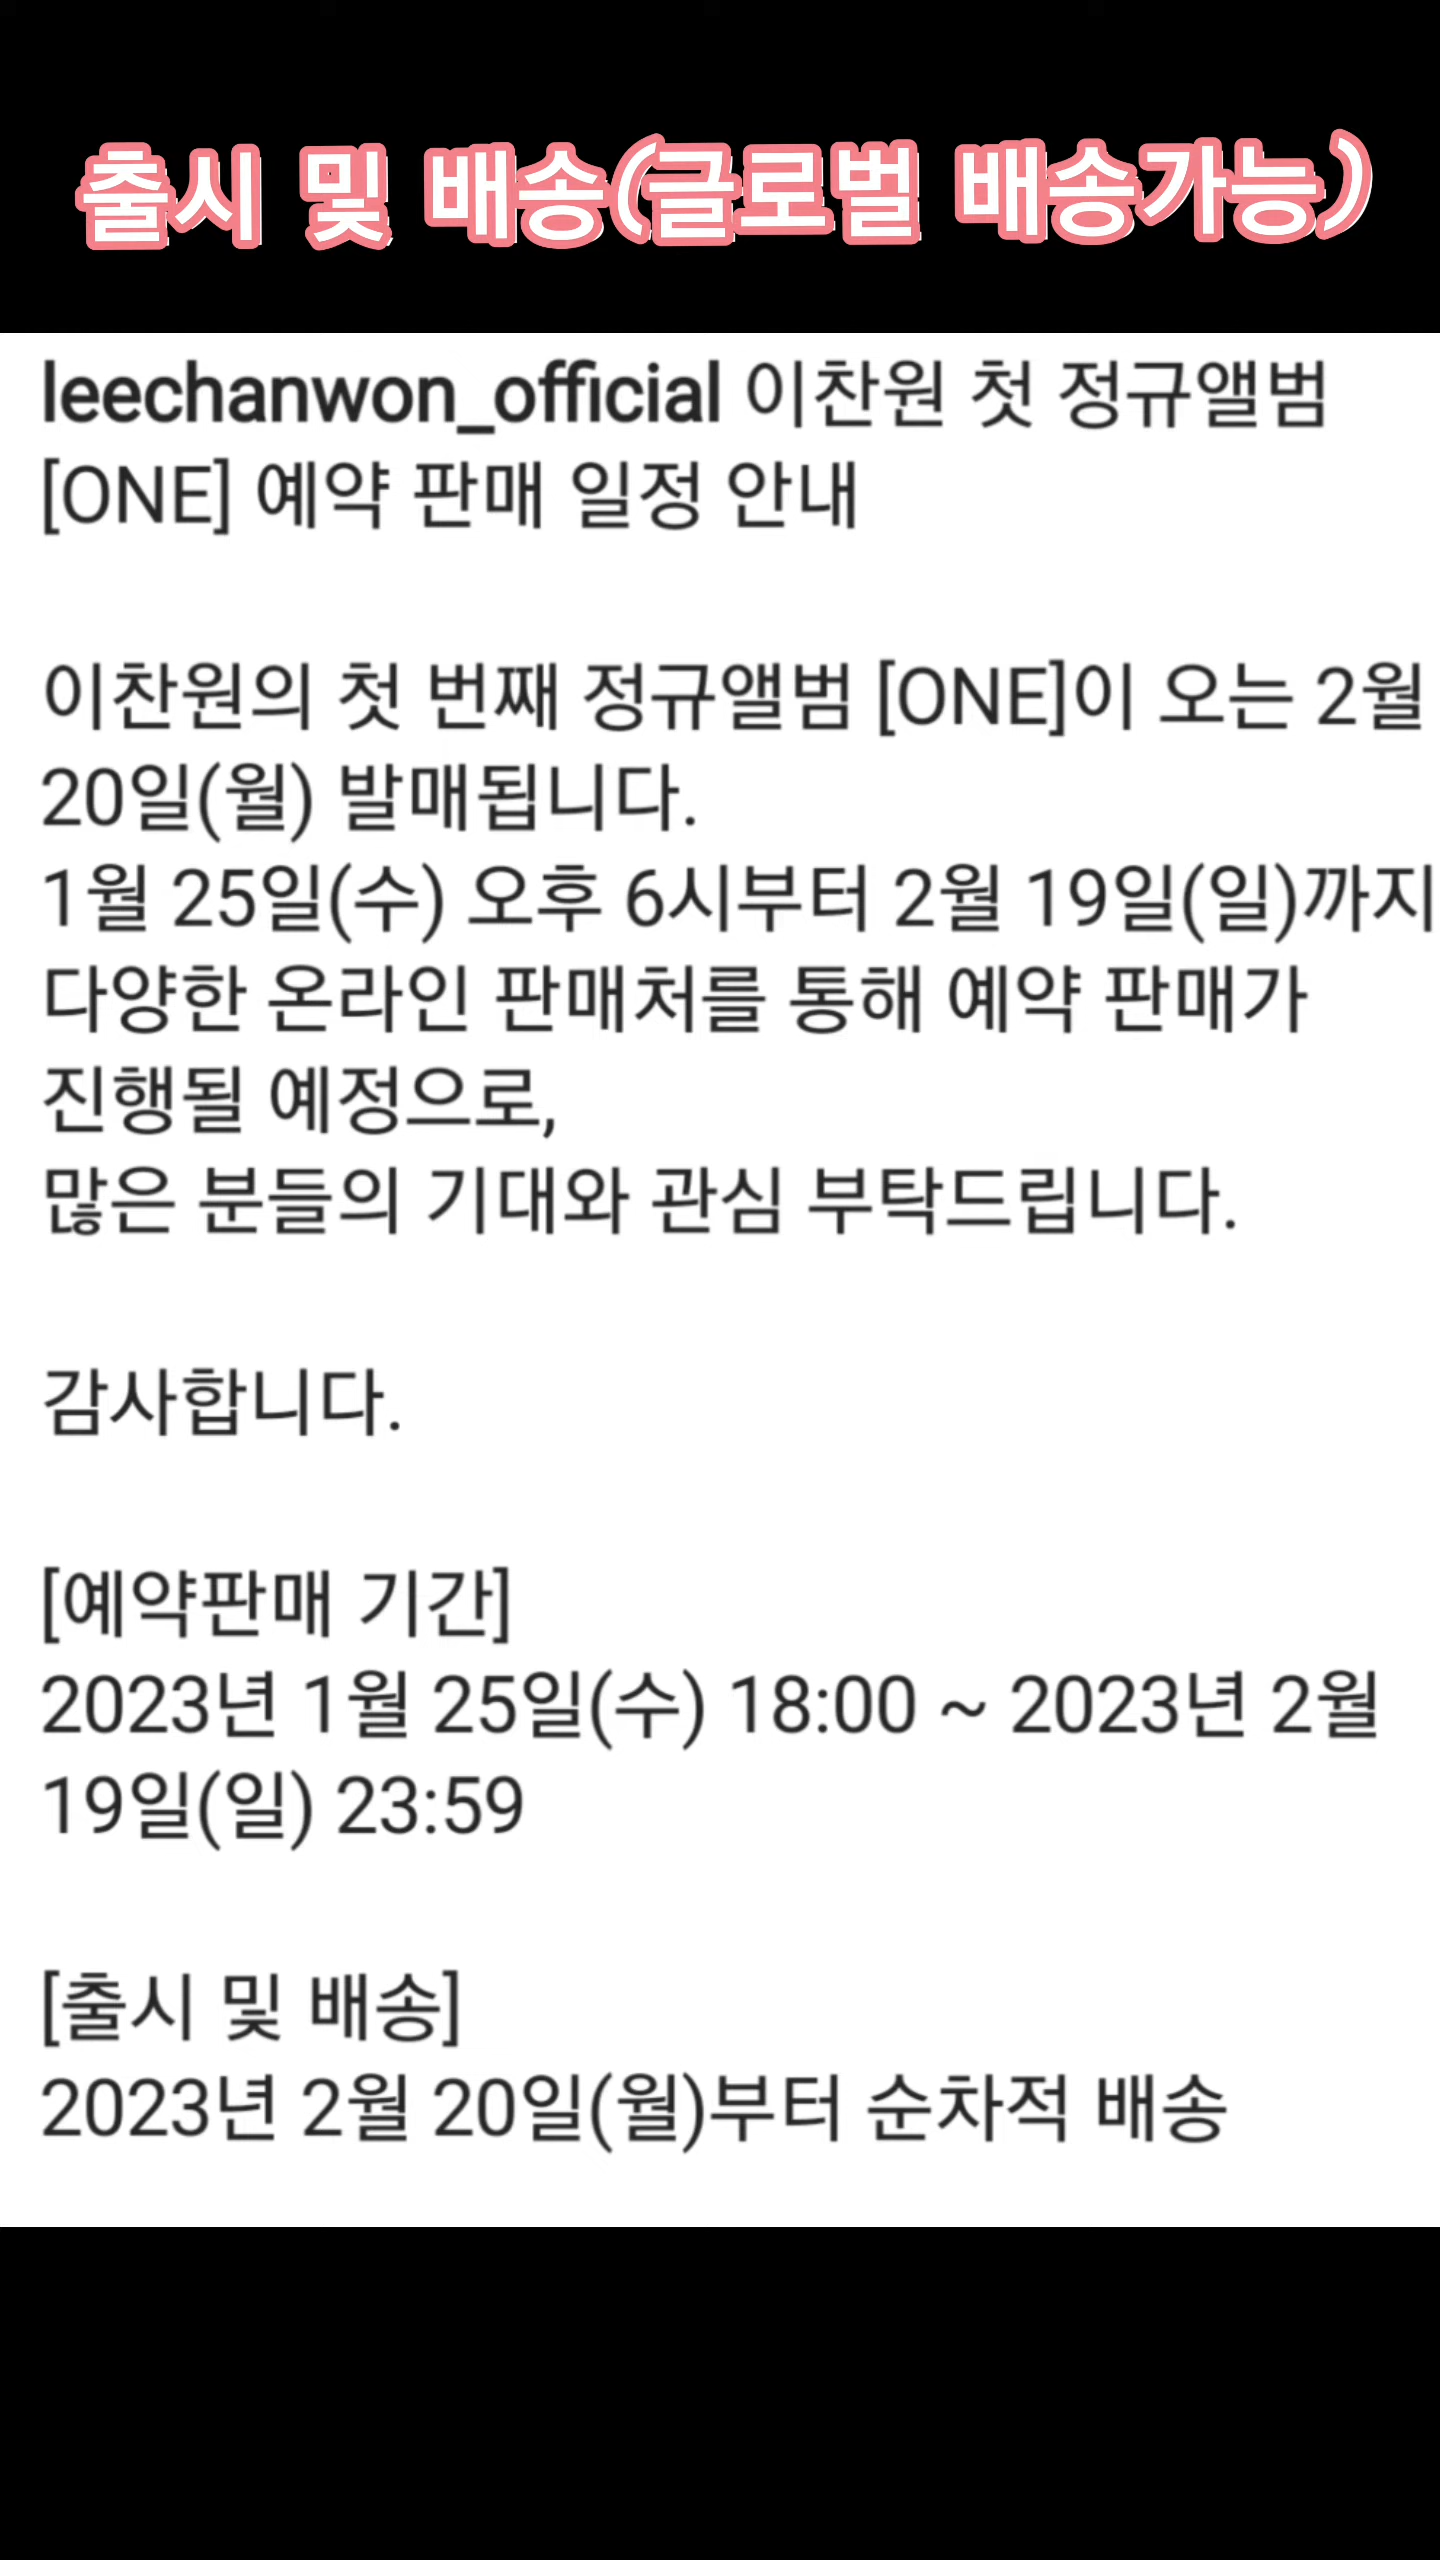 출시 및 배송(글로벌 배송가능)
leechanwon_official 이찬원 첫 정규앨범
[ONE] 예약 판매 일정 안내
이찬원의 첫 번째 정규앨범 [ONE]이 오는 2월
20일(월) 발매됩니다.
1월 25일(수) 오후 6시부터 2월 19일(일)까지
다양한 온라인 판매처를 통해 예약 판매가
진행될 예정으로,
많은 분들의 기대와 관심 부탁드립니다.
감사합니다.
[예약판매 기간]
2023년 1월 25일(수) 18:00 ~ 2023년 2월
19일(일) 23:59
[출시 및 배송]
2023년 2월 20일(월)부터 순차적 배송